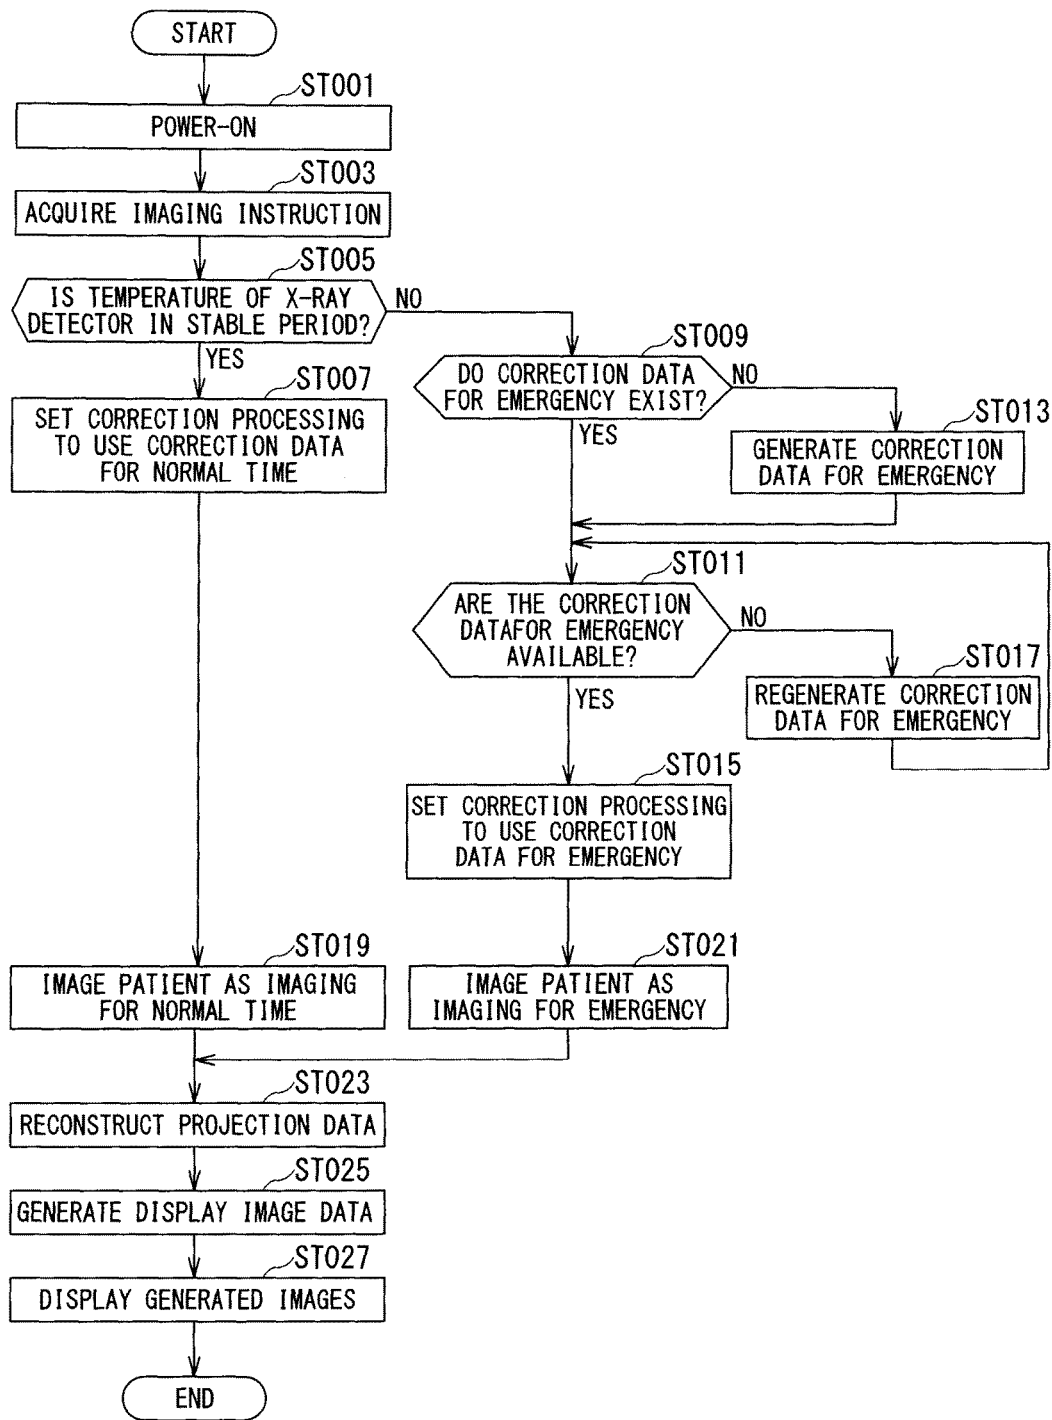 START
ST001
POWER-ON
ST003
ACQUIRE IMAGING INSTRUCTION
ST005
IS TEMPERATURE OF X-RAY
DETECTOR IN STABLE PERIOD?
NO
YES
ST007
SET CORRECTION PROCESSING
TO USE CORRECTION DATA
FOR NORMAL TIME
ST009
DO CORRECTION DATA
FOR EMERGENCY EXIST?
NO
YES
ST013
GENERATE CORRECTION
DATA FOR EMERGENCY
ST011
ARE THE CORRECTION
DATAFOR EMERGENCY
AVAILABLE?
NO
YES
ST017
REGENERATE CORRECTION
DATA FOR EMERGENCY
ST015
SET CORRECTION PROCESSING
TO USE CORRECTION
DATA FOR EMERGENCY
ST019
IMAGE PATIENT AS IMAGING
FOR NORMAL TIME
ST021
IMAGE PATIENT AS
IMAGING FOR EMERGENCY
ST023
RECONSTRUCT PROJECTION DATA
ST025
GENERATE DISPLAY IMAGE DATA
ST027
DISPLAY GENERATED IMAGES
END